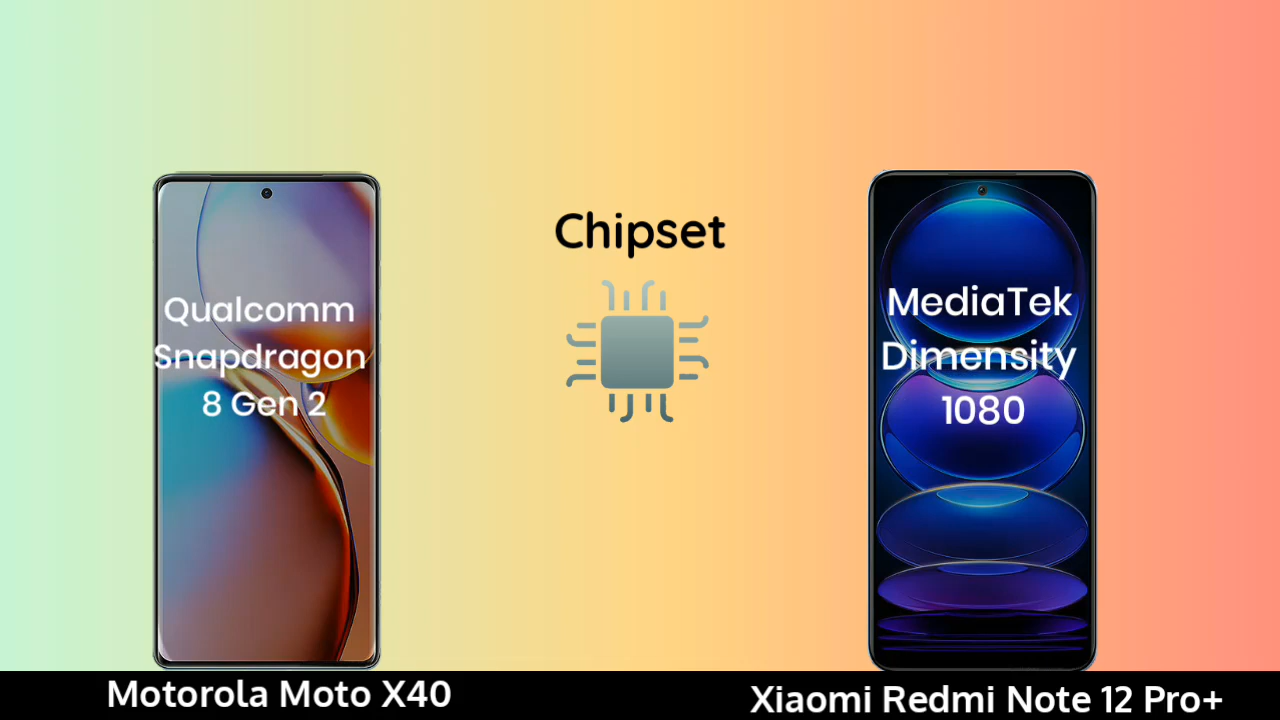 Chipset
Qualcomm
Snapdragon
8 Gen 2
MediaTek
Dimensity
1080
Motorola Moto X40
Xiaomi Redmi Note 12 Pro+